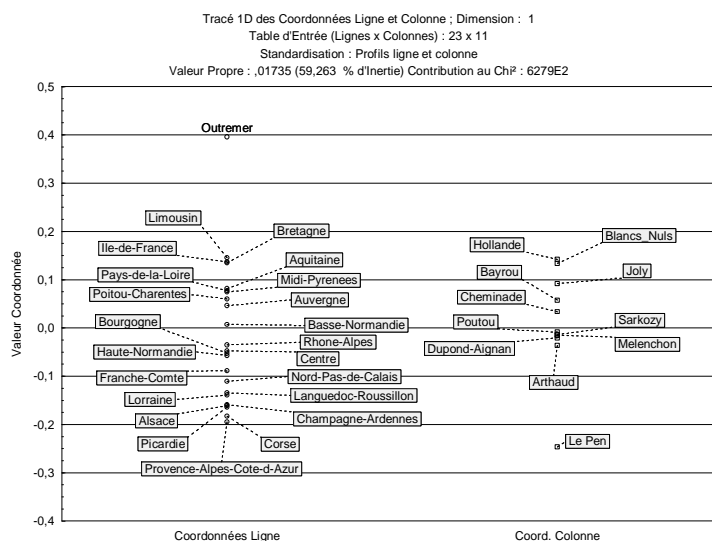 Tracé 1D des Coordonnées Ligne et Colonne ; Dimension : 1
Table d'Entrée (Lignes x Colonnes) : 23 x 11
Standardisation : Profils ligne et colonne
Valeur Propre : ,01735 (59,263 % d'Inertie) Contribution au Chi² : 6279E2
0,5
0,4
0,3
0,2
0,1
0,0
-0,1
-0,2
-0,3
-0,4
Valeur Coordonnée
Outremer
Limousin
Bretagne
Ile-de-France
Aquitaine
Pays-de-la-Loire
Midi-Pyrenees
Poitou-Charentes
Auvergne
Bourgogne
Basse-Normandie
Rhone-Alpes
Haute-Normandie
Centre
Franche-Comte
Nord-Pas-de-Calais
Lorraine
Languedoc-Roussillon
Alsace
Champagne-Ardennes
Picardie
Corse
Provence-Alpes-Cote-d-Azur
Hollande
Blancs_Nuls
Bayrou
Joly
Cheminade
Poutou
Sarkozy
Dupond-Aignan
Melenchon
Arthaud
Le Pen
Coordonnées Ligne
Coord. Colonne